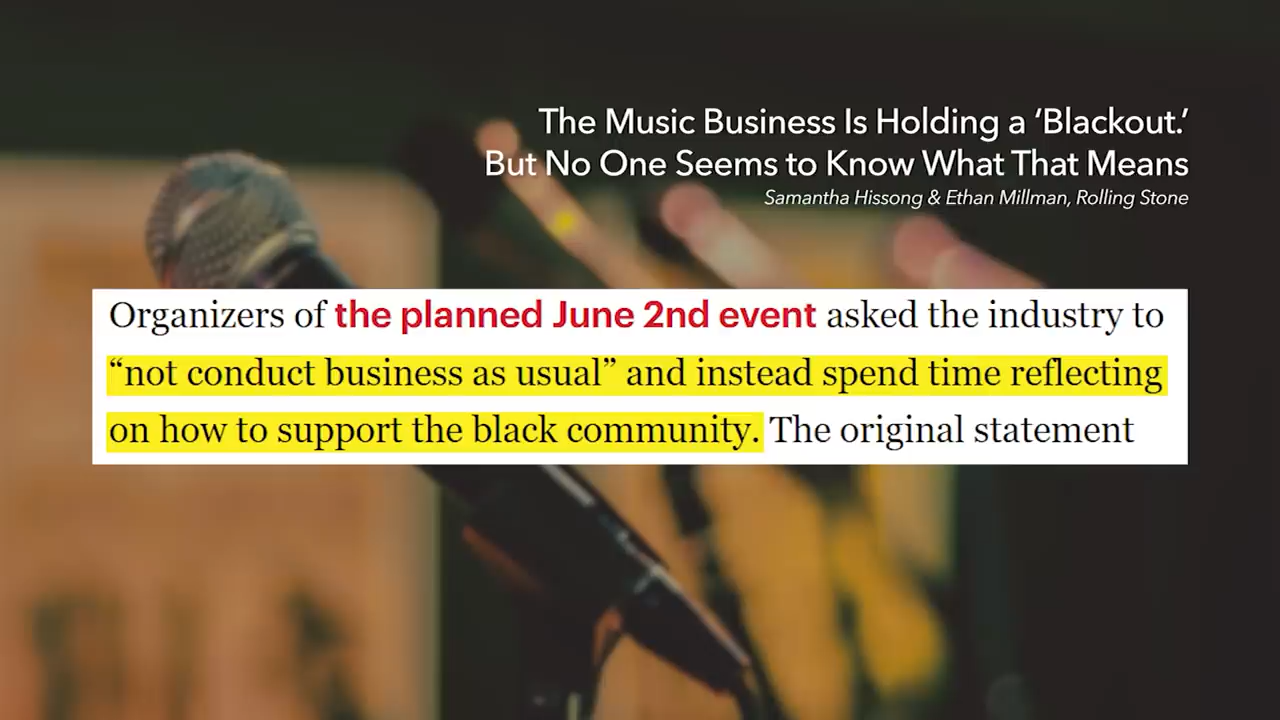 The Music Business Is Holding a ‘Blackout.’
But No One Seems to Know What That Means
Samantha Hissong & Ethan Millman, Rolling Stone
Organizers of the planned June 2nd event asked the industry to
“not conduct business as usual” and instead spend time reflecting
on how to support the black community. The original statement